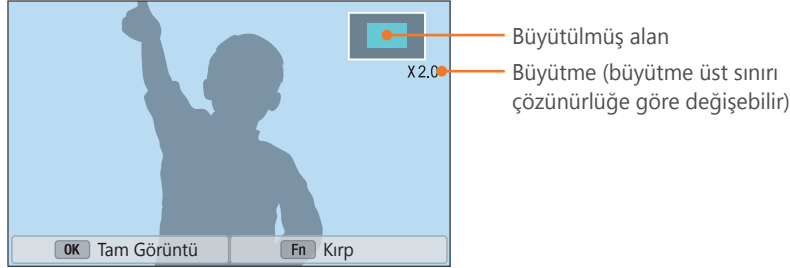 Büyütülmüş alan
X2.0
Büyütme (büyütme üst sınırı
çözünürlüğe göre değişebilir)
OK Tam Görüntü Fn Kırp